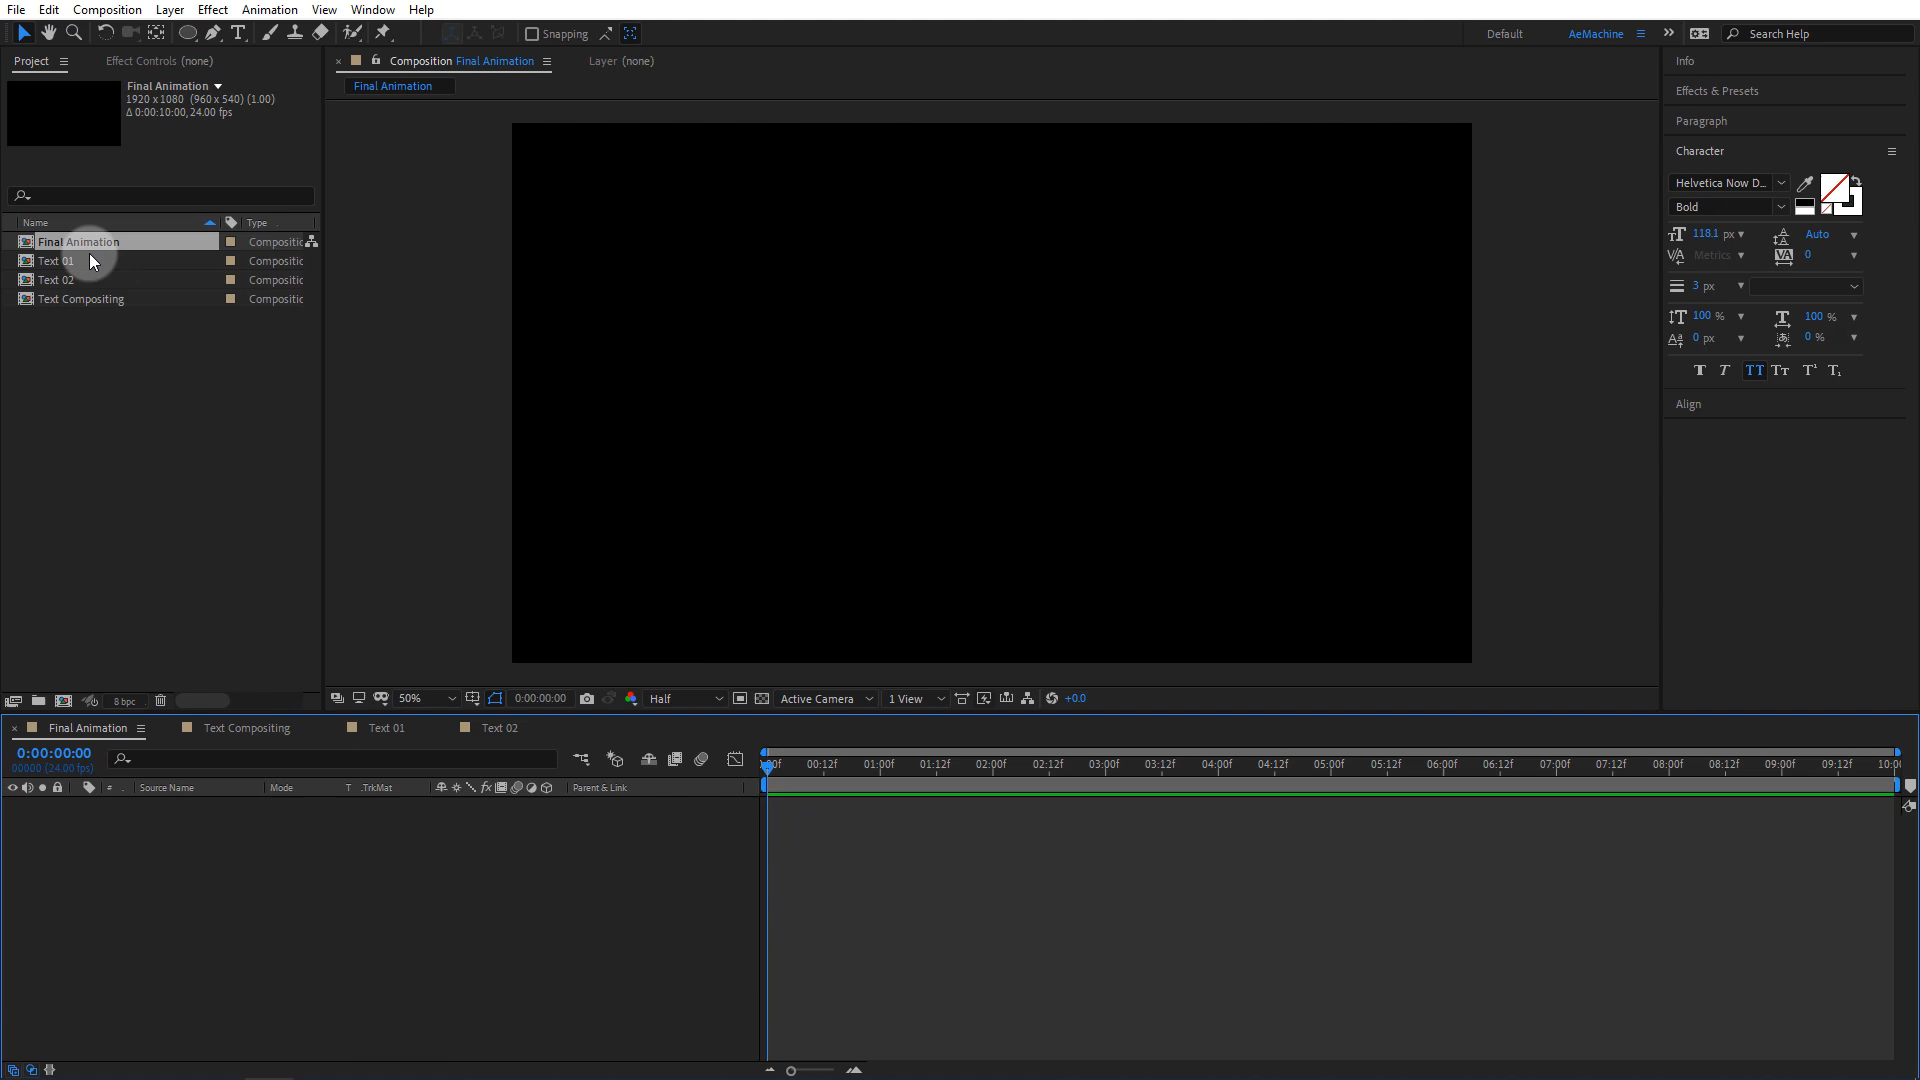 File Edit Composition Layer Effect Animation View Window Help
Snapping
Default AeMachine Search Help
Project Effect Controls (none)
Composition Final Animation Layer (none)
Final Animation
Final Animation
1920 x 1080 (960 x 540) (1.00)
Δ 0:00:10:00, 24.00 fps
Name Type
Final Animation Compositic
Text 01 Compositic
Text 02 Compositic
Text Compositing Compositic
Info
Effects & Presets
Paragraph
Character
Helvetica Now D...
Bold
118.1 px Auto
Metrics 0
3 px
100 % 100 %
0 px 0 %
Align
8 bpc
50% 0:00:00:00 Half Active Camera 1 View +0.0
Final Animation Text Compositing Text 01 Text 02
0:00:00:00
00000 (24.00 fps)
00f 00:12f 01:00f 01:12f 02:00f 02:12f 03:00f 03:12f 04:00f 04:12f 05:00f 05:12f 06:00f 06:12f 07:00f 07:12f 08:00f 08:12f 09:00f 09:12f 10:00
# Source Name Mode T .TrkMat fx Parent & Link